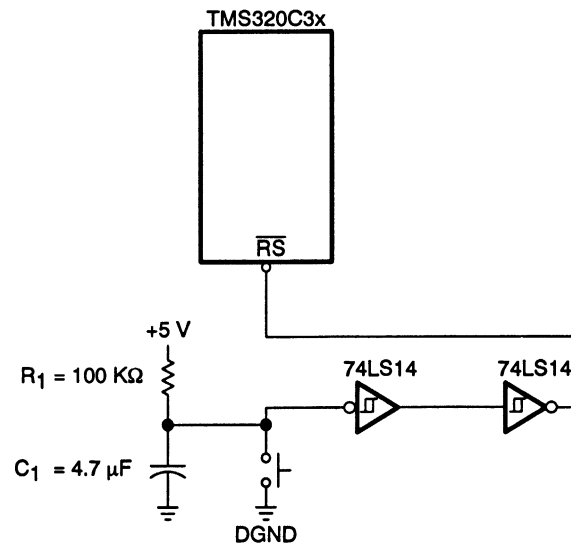 TMS320C3x
RS
+5 V
R1 = 100 KΩ
74LS14 74LS14
C1 = 4.7 μF
DGND